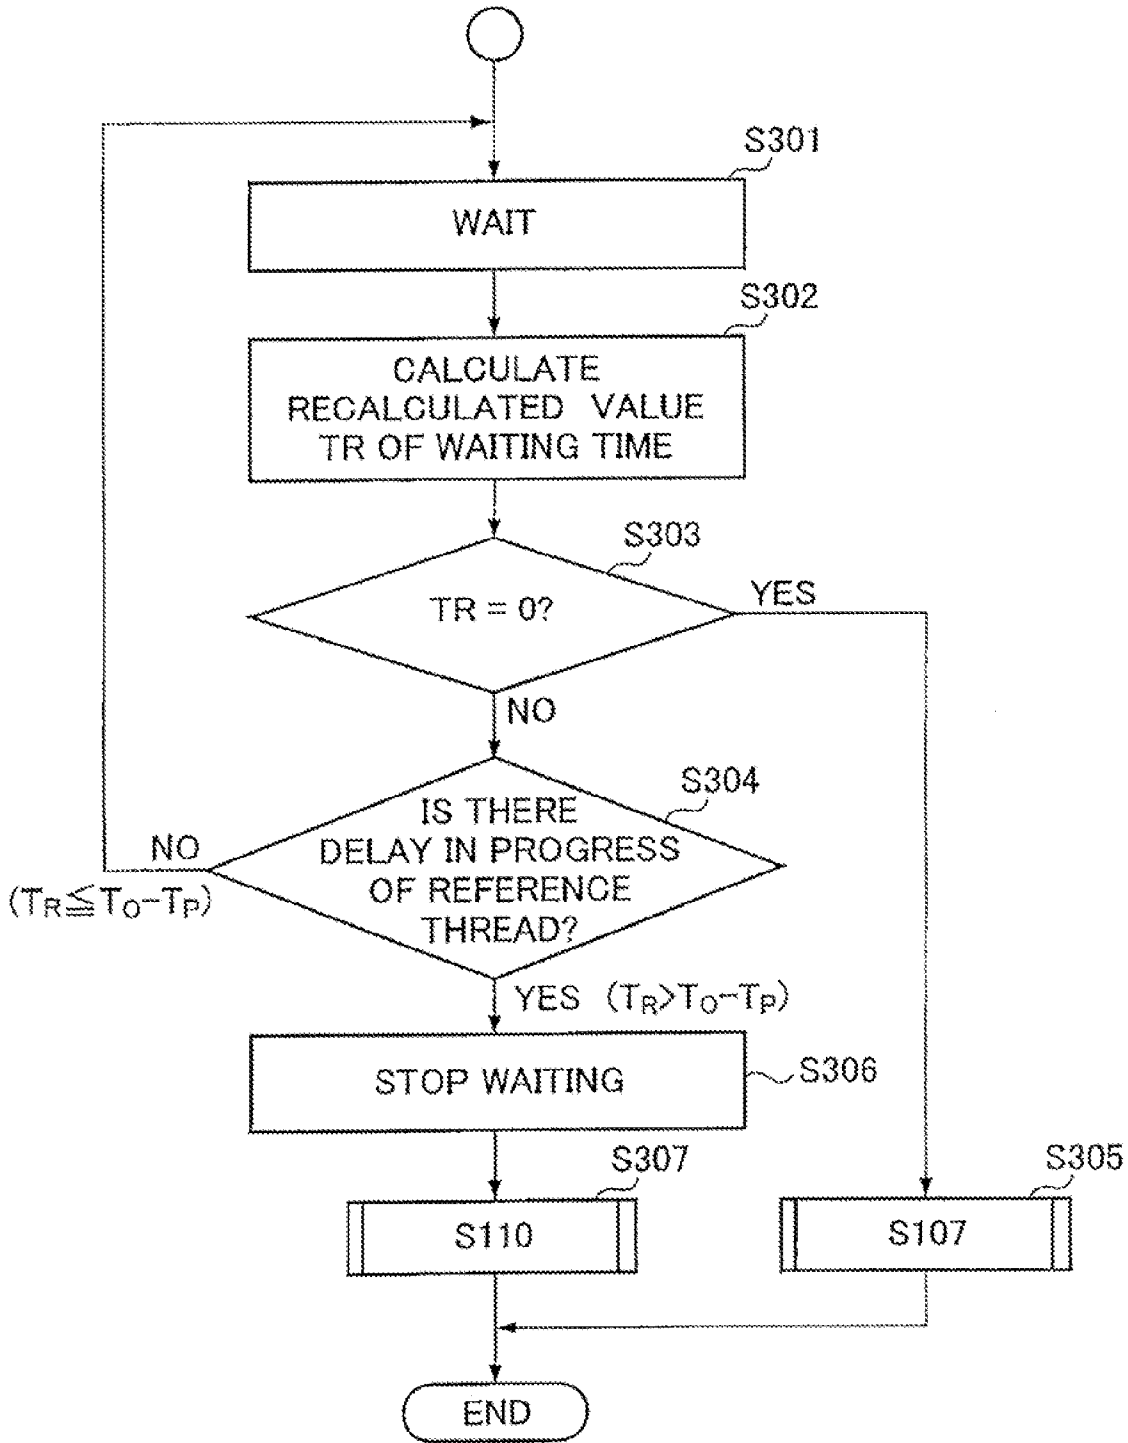 S301
WAIT
S302
CALCULATE
RECALCULATED VALUE
TR OF WAITING TIME
S303
TR = 0?
YES
NO
S304
IS THERE
DELAY IN PROGRESS
OF REFERENCE
THREAD?
NO
(TR≦TO−TP)
YES (TR>TO−TP)
STOP WAITING
S306
S307
S110
S305
S107
END